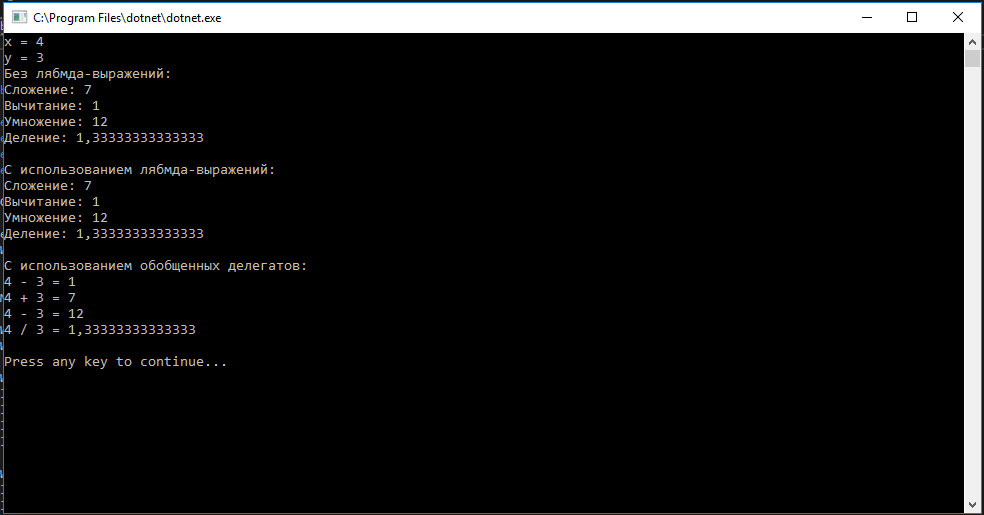 C:\Program Files\dotnet\dotnet.exe
x = 4
y = 3
Без лябмда-выражений:
Сложение: 7
Вычитание: 1
Умножение: 12
Деление: 1,33333333333333
С использованием лябмда-выражений:
Сложение: 7
Вычитание: 1
Умножение: 12
Деление: 1,33333333333333
С использованием обобщенных делегатов:
4 - 3 = 1
4 + 3 = 7
4 - 3 = 12
4 / 3 = 1,33333333333333
Press any key to continue...